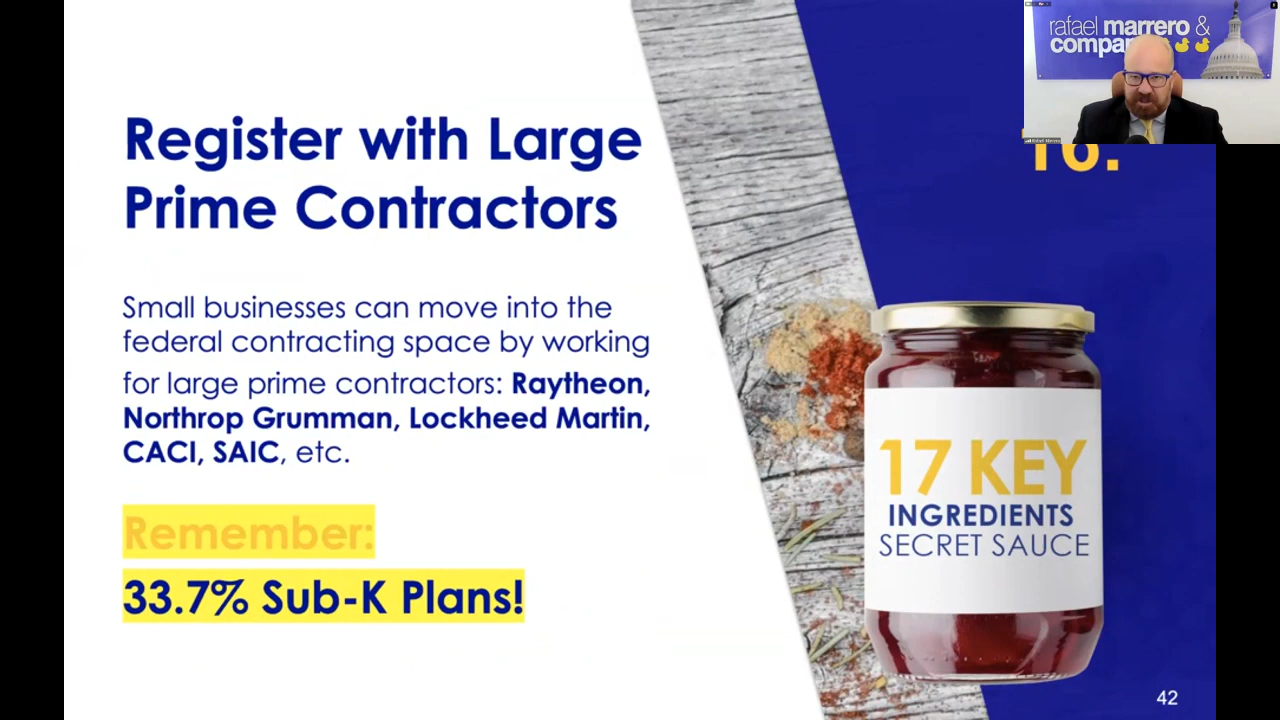 Register with Large
Prime Contractors
Small businesses can move into the
federal contracting space by working
for large prime contractors: Raytheon,
Northrop Grumman, Lockheed Martin,
CACI, SAIC, etc.
Remember:
33.7% Sub-K Plans!
rafael marrero &
16.
17 KEY
INGREDIENTS
SECRET SAUCE
42